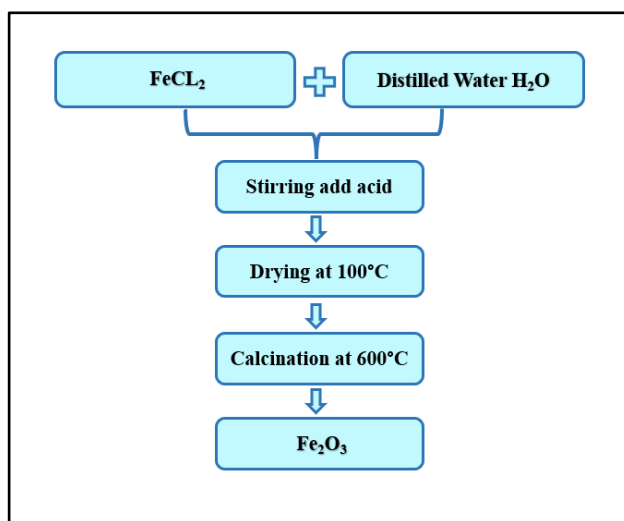 FeCL₂
Distilled Water H₂O
Stirring add acid
Drying at 100°C
Calcination at 600°C
Fe₂O₃